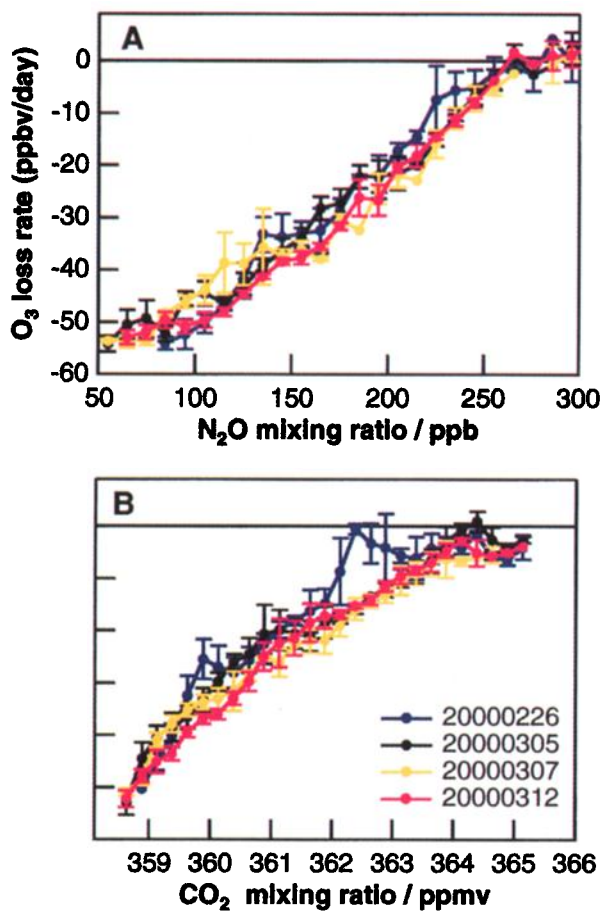 A
0
-10
-20
-30
-40
-50
-60
O₃ loss rate (ppbv/day)
50 100 150 200 250 300
N₂O mixing ratio / ppb
B
20000226
20000305
20000307
20000312
359 360 361 362 363 364 365 366
CO₂ mixing ratio / ppmv